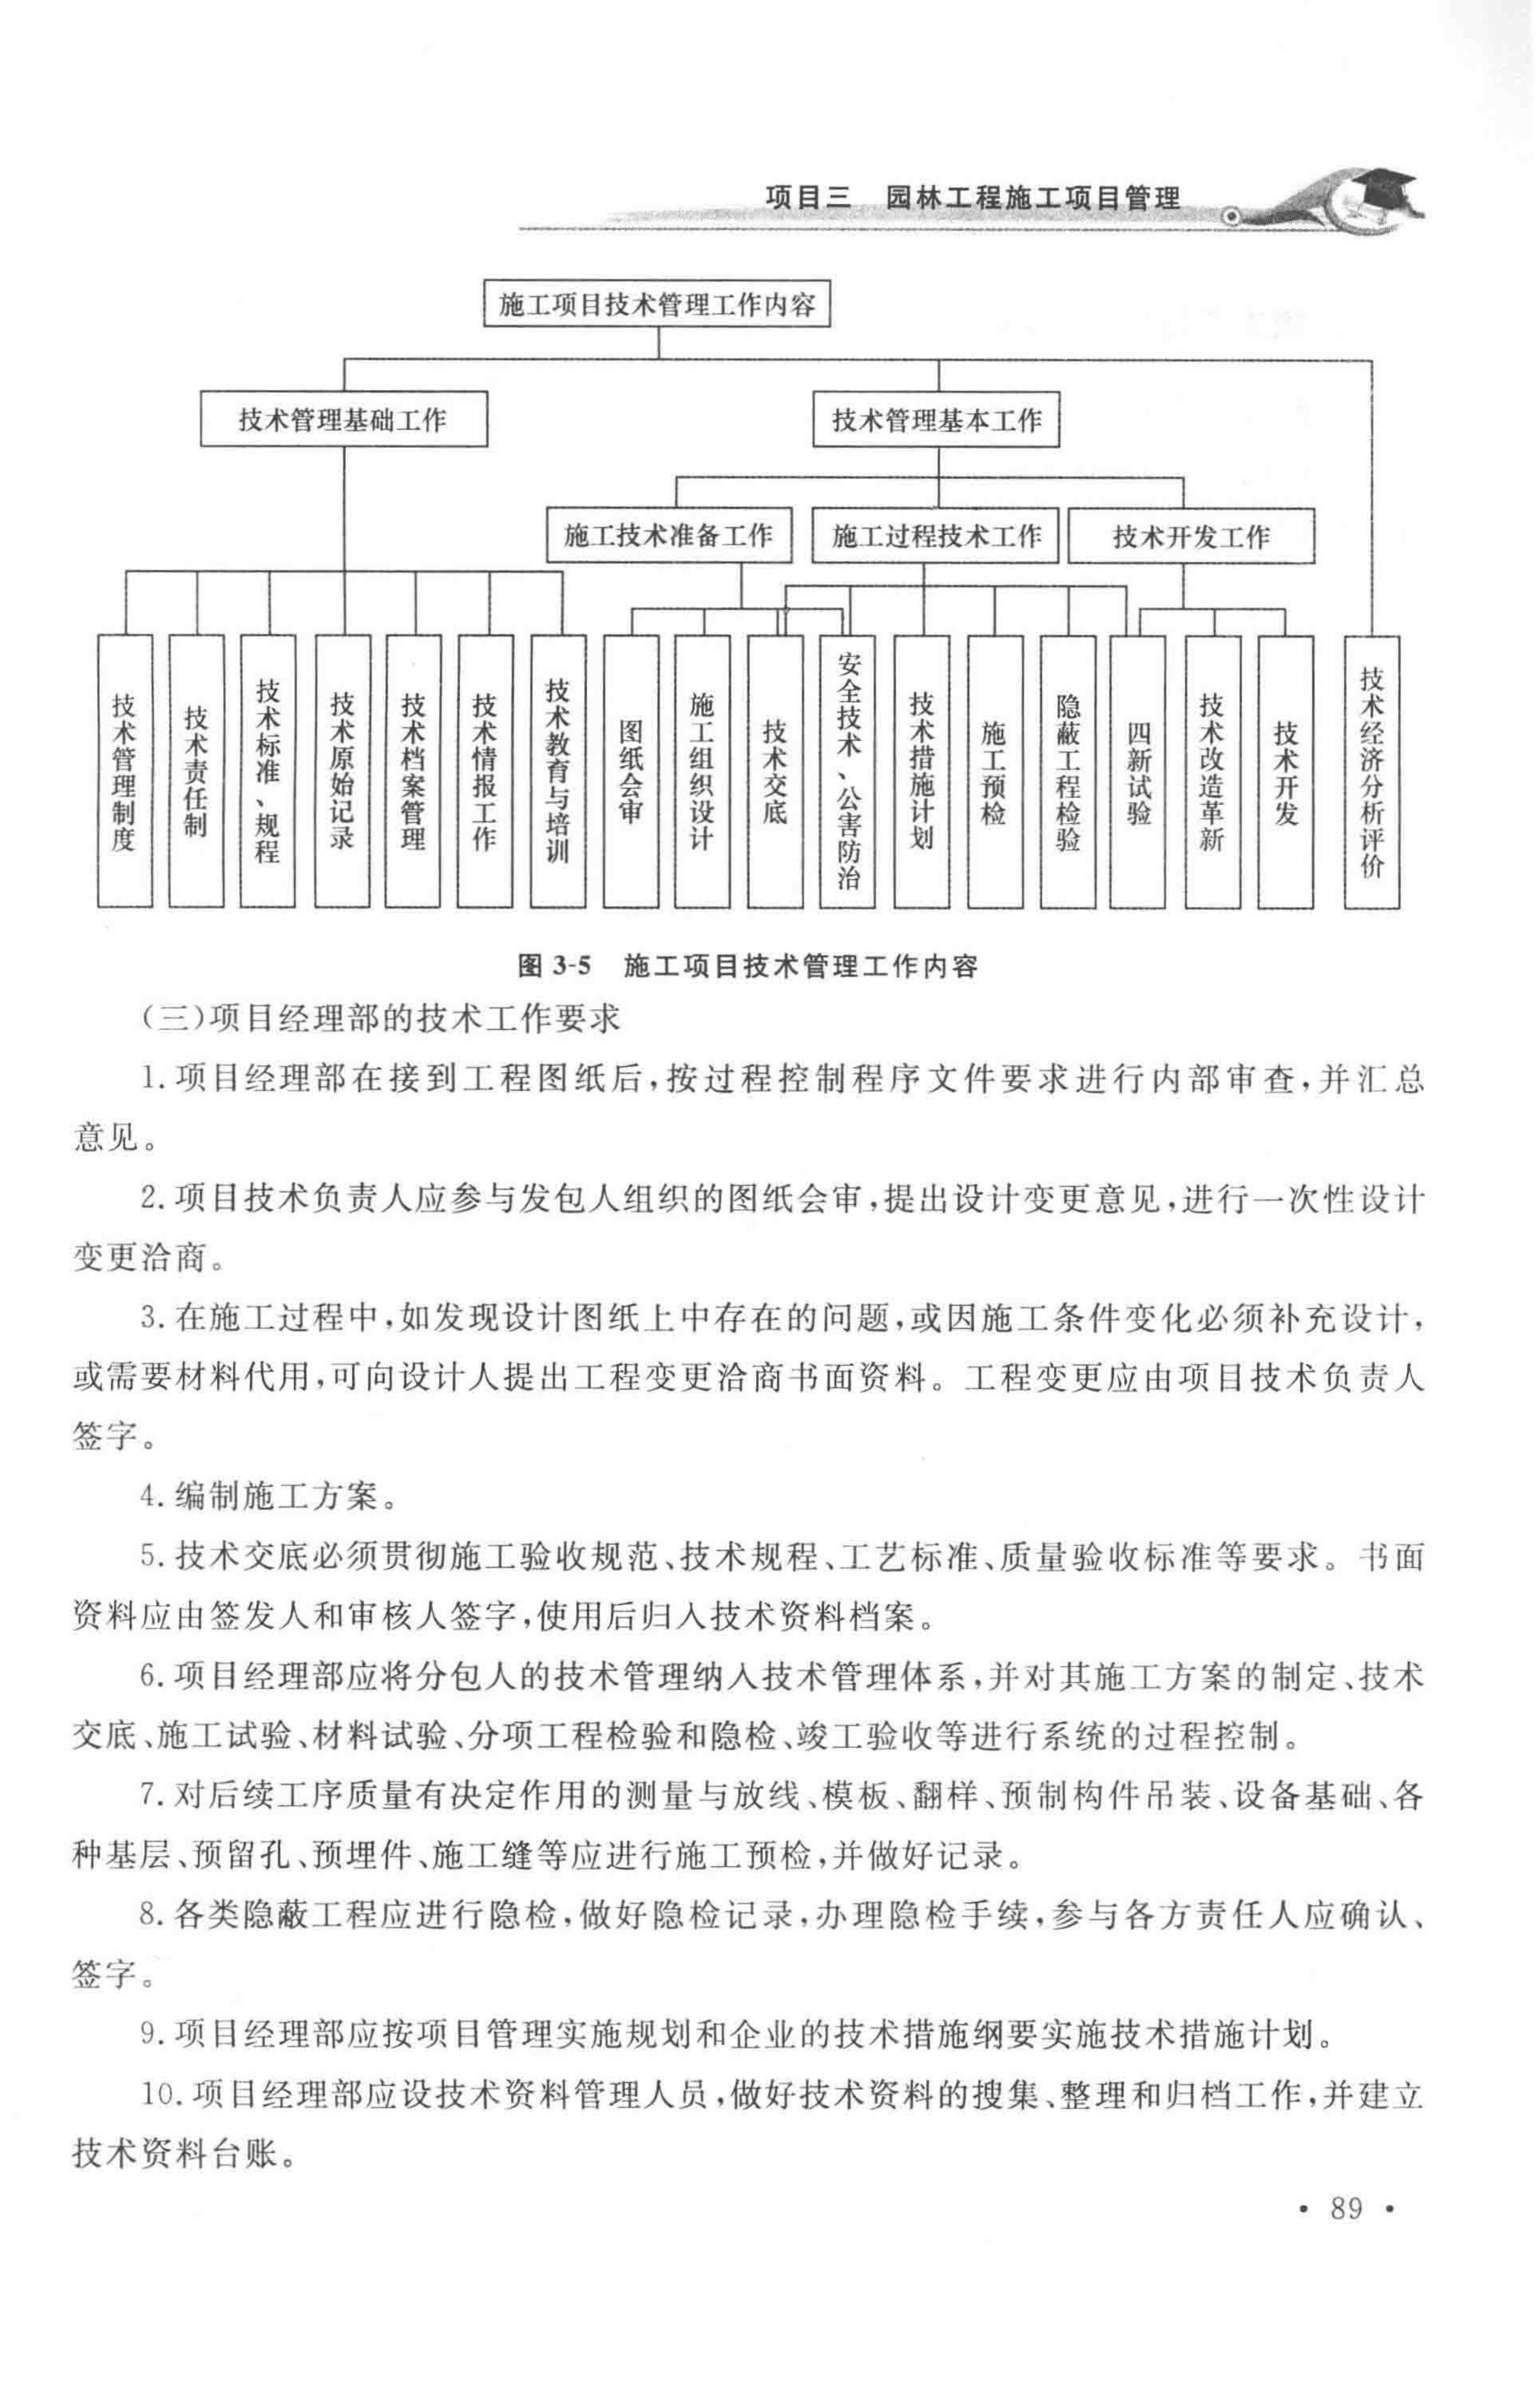 项目三 园林工程施工项目管理
施工项目技术管理工作内容
技术管理基础工作
技术管理基本工作
施工技术准备工作
施工过程技术工作
技术开发工作
技术管理制度
技术责任制
技术标准、规程
技术原始记录
技术档案管理
技术情报工作
技术教育与培训
图纸会审
施工组织设计
技术交底
安全技术、公害防治
技术措施计划
施工预检
隐蔽工程检验
四新试验
技术改造革新
技术开发
技术经济分析评价
图 3-5 施工项目技术管理工作内容
(三)项目经理部的技术工作要求
1.项目经理部在接到工程图纸后,按过程控制程序文件要求进行内部审查,并汇总
意见。
2.项目技术负责人应参与发包人组织的图纸会审,提出设计变更意见,进行一次性设计
变更洽商。
3.在施工过程中,如发现设计图纸上中存在的问题,或因施工条件变化必须补充设计,
或需要材料代用,可向设计人提出工程变更洽商书面资料。工程变更应由项目技术负责人
签字。
4.编制施工方案。
5.技术交底必须贯彻施工验收规范、技术规程、工艺标准、质量验收标准等要求。书面
资料应由签发人和审核人签字,使用后归入技术资料档案。
6.项目经理部应将分包人的技术管理纳入技术管理体系,并对其施工方案的制定、技术
交底、施工试验、材料试验、分项工程检验和隐检、竣工验收等进行系统的过程控制。
7.对后续工序质量有决定作用的测量与放线、模板、翻样、预制构件吊装、设备基础、各
种基层、预留孔、预埋件、施工缝等应进行施工预检,并做好记录。
8.各类隐蔽工程应进行隐检,做好隐检记录,办理隐检手续,参与各方责任人应确认、
签字。
9.项目经理部应按项目管理实施规划和企业的技术措施纲要实施技术措施计划。
10.项目经理部应设技术资料管理人员,做好技术资料的搜集、整理和归档工作,并建立
技术资料台账。
• 89 •